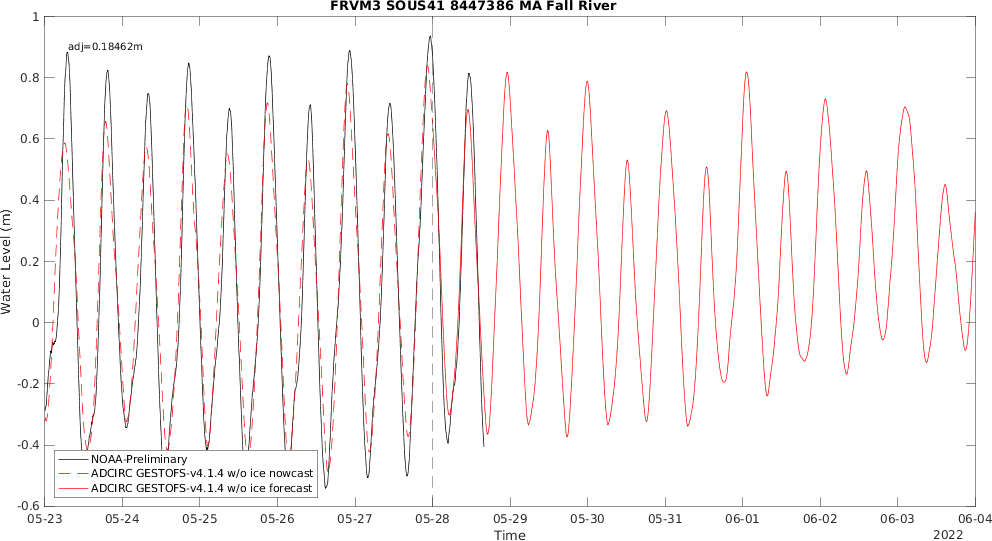 FRVM3 SOUS41 8447386 MA Fall River
adj=0.18462m
1
0.8
0.6
0.4
0.2
0
-0.2
-0.4
-0.6
Water Level (m)
NOAA-Preliminary
ADCIRC GESTOFS-v4.1.4 w/o ice nowcast
ADCIRC GESTOFS-v4.1.4 w/o ice forecast
05-23 05-24 05-25 05-26 05-27 05-28 05-29 05-30 05-31 06-01 06-02 06-03 06-04
Time
2022